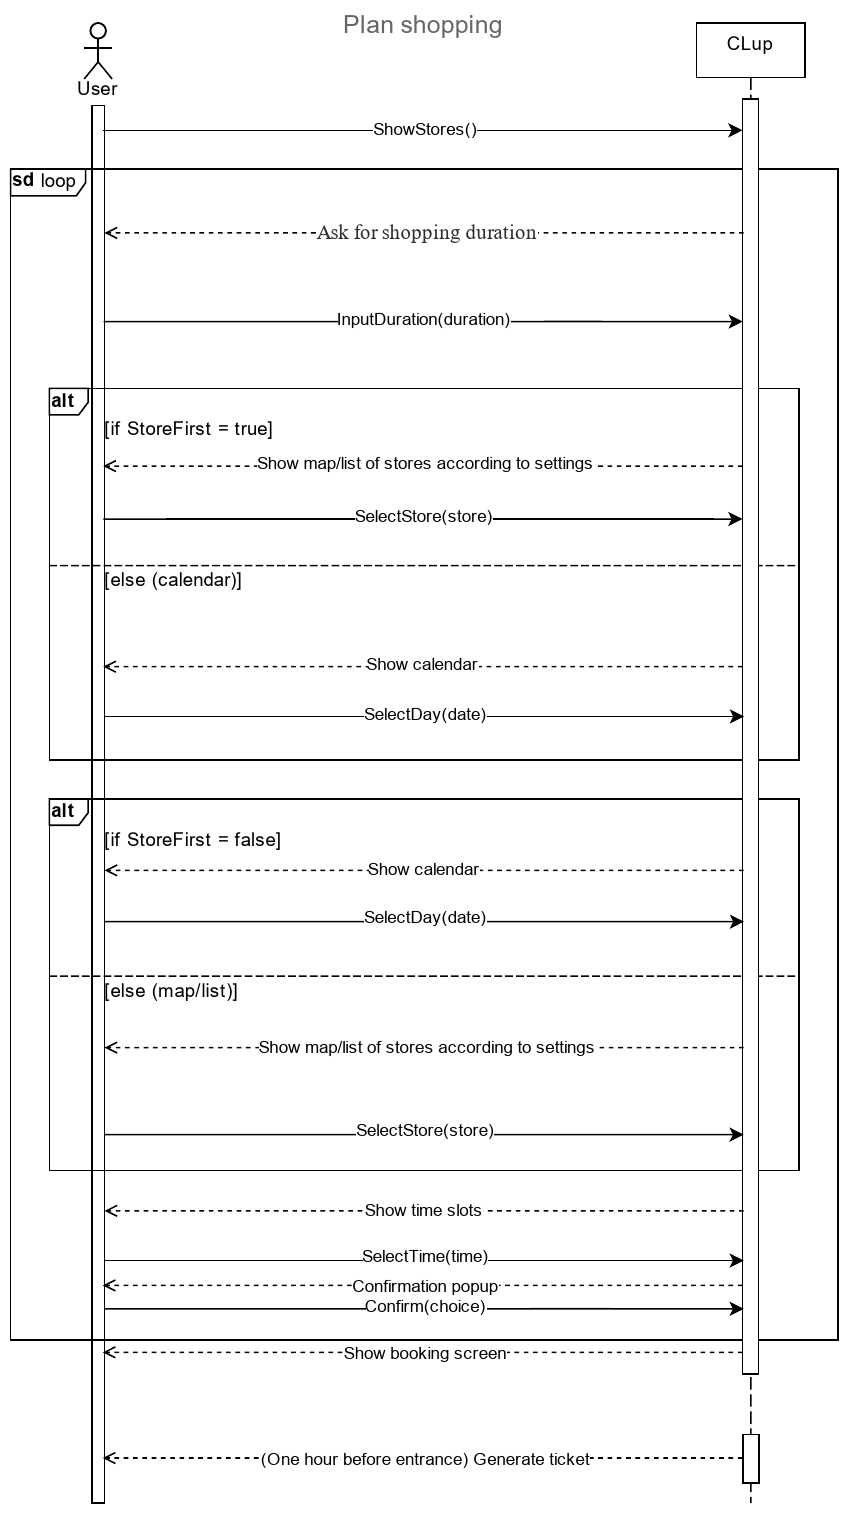 Plan shopping
CLup
User
ShowStores()
sd loop
Ask for shopping duration
InputDuration(duration)
alt
[if StoreFirst = true]
Show map/list of stores according to settings
SelectStore(store)
[else (calendar)]
Show calendar
SelectDay(date)
alt
[if StoreFirst = false]
Show calendar
SelectDay(date)
[else (map/list)]
Show map/list of stores according to settings
SelectStore(store)
Show time slots
SelectTime(time)
Confirmation popup
Confirm(choice)
Show booking screen
(One hour before entrance) Generate ticket